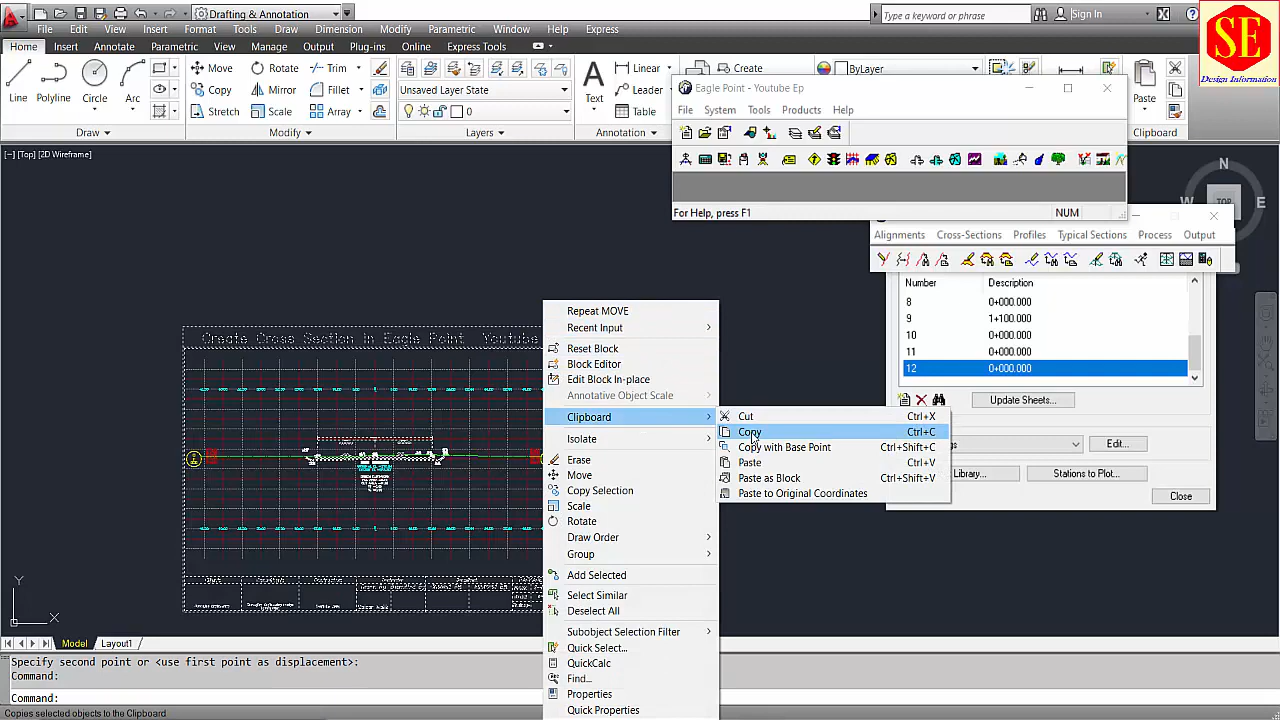 Drafting & Annotation
Type a keyword or phrase
Sign In
SE
Design Information
File Edit View Insert Format Tools Draw Dimension Modify Parametric Window Help Express
Home Insert Annotate Parametric View Manage Output Plug-ins Online Express Tools
Line
Polyline
Circle
Arc
Move
Rotate
Trim
Copy
Mirror
Fillet
Stretch
Scale
Array
Unsaved Layer State
0
Text
Linear
Leader
Table
Create
ByLayer
Paste
Draw
Modify
Layers
Annotation
Clipboard
Eagle Point - Youtube Ep
File System Tools Products Help
For Help, press F1
NUM
[−] [Top] [2D Wireframe]
N
W
TOP
E
Alignments Cross-Sections Profiles Typical Sections Process Output
Number Description
8 0+000.000
9 1+100.000
10 0+000.000
11 0+000.000
12 0+000.000
Update Sheets...
Edit...
Library...
Stations to Plot...
Close
Create Cross Section in Eagle Point Youtube
Repeat MOVE
Recent Input
Reset Block
Block Editor
Edit Block In-place
Annotative Object Scale
Clipboard
Isolate
Erase
Move
Copy Selection
Scale
Rotate
Draw Order
Group
Add Selected
Select Similar
Deselect All
Subobject Selection Filter
Quick Select...
QuickCalc
Find...
Properties
Quick Properties
Cut Ctrl+X
Copy Ctrl+C
Copy with Base Point Ctrl+Shift+C
Paste Ctrl+V
Paste as Block Ctrl+Shift+V
Paste to Original Coordinates
Y
X
Model Layout1
Specify second point or <use first point as displacement>:
Command:
Command:
Copies selected objects to the Clipboard